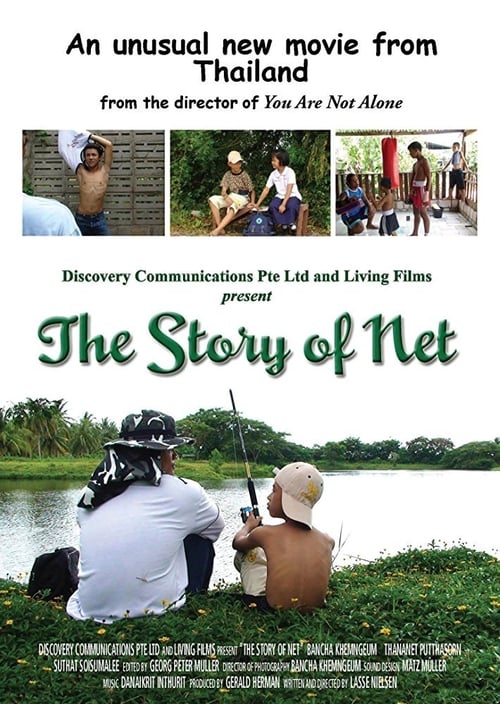 An unusual new movie from
Thailand
from the director of You Are Not Alone
Discovery Communications Pte Ltd and Living Films
present
The Story of Net
DISCOVERY COMMUNICATIONS PTE LTD AND LIVING FILMS PRESENT "THE STORY OF NET" BANCHA KHEMNGEUM THANANET PUTTHASORN
SUTHAT SOISUMALEE EDITED BY GEORG PETER MULLER DIRECTOR OF PHOTOGRAPHY BANCHA KHEMNGEUM SOUND DESIGN MATZ MÜLLER
MUSIC DANAIKRIT INTHURIT PRODUCED BY GERALD HERMAN WRITTEN AND DIRECTED BY LASSE NIELSEN